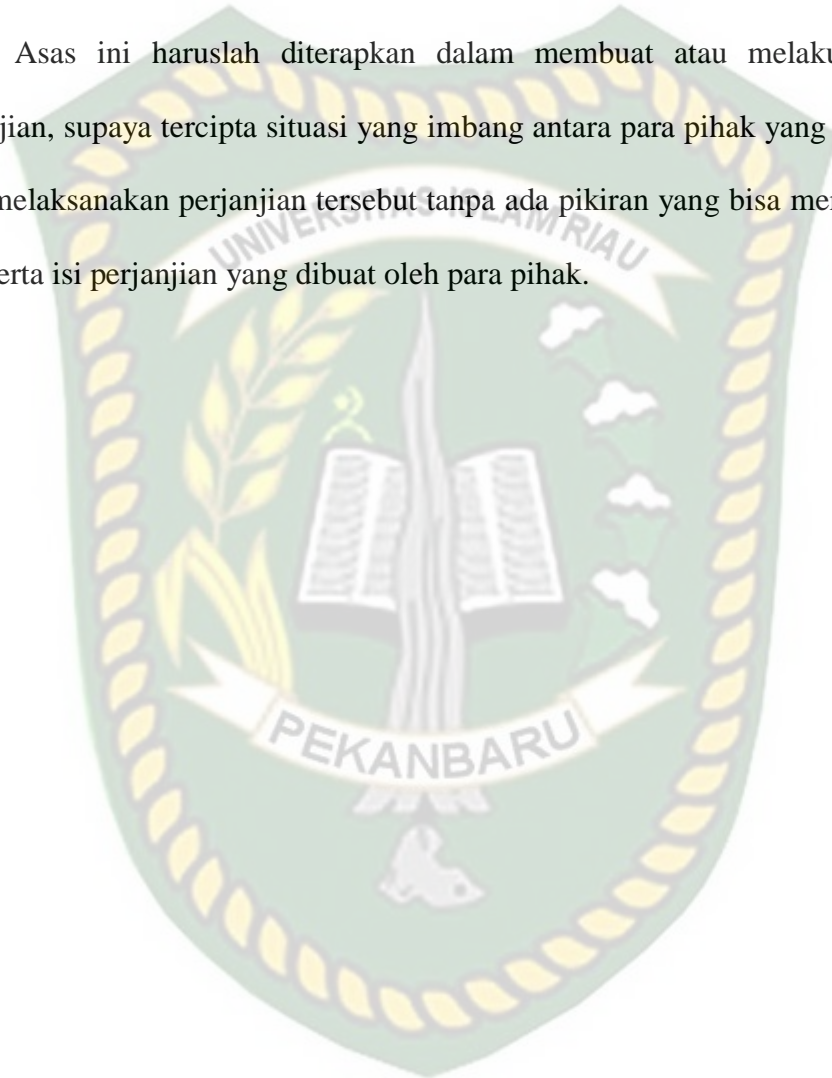 Asas ini haruslah diterapkan dalam membuat atau melaku
jian, supaya tercipta situasi yang imbang antara para pihak yang
melaksanakan perjanjian tersebut tanpa ada pikiran yang bisa mer
erta isi perjanjian yang dibuat oleh para pihak.
UNIVERSITAS ISLAM RIAU
PEKANBARU